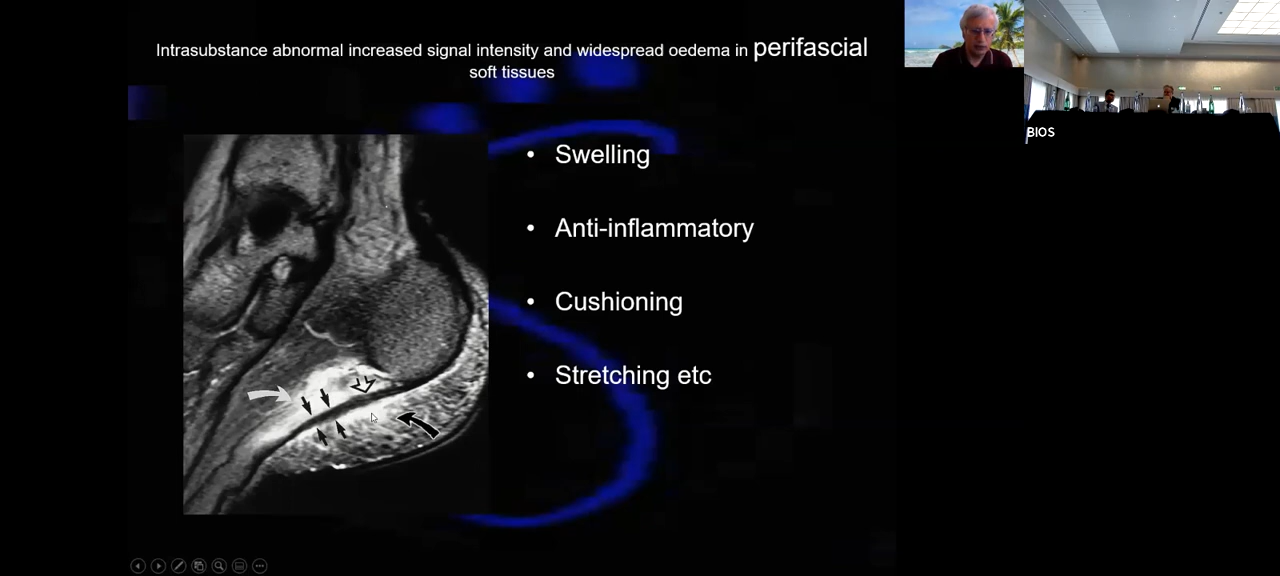 Intrasubstance abnormal increased signal intensity and widespread oedema in perifascial
soft tissues
• Swelling
• Anti-inflammatory
• Cushioning
• Stretching etc
BIOS